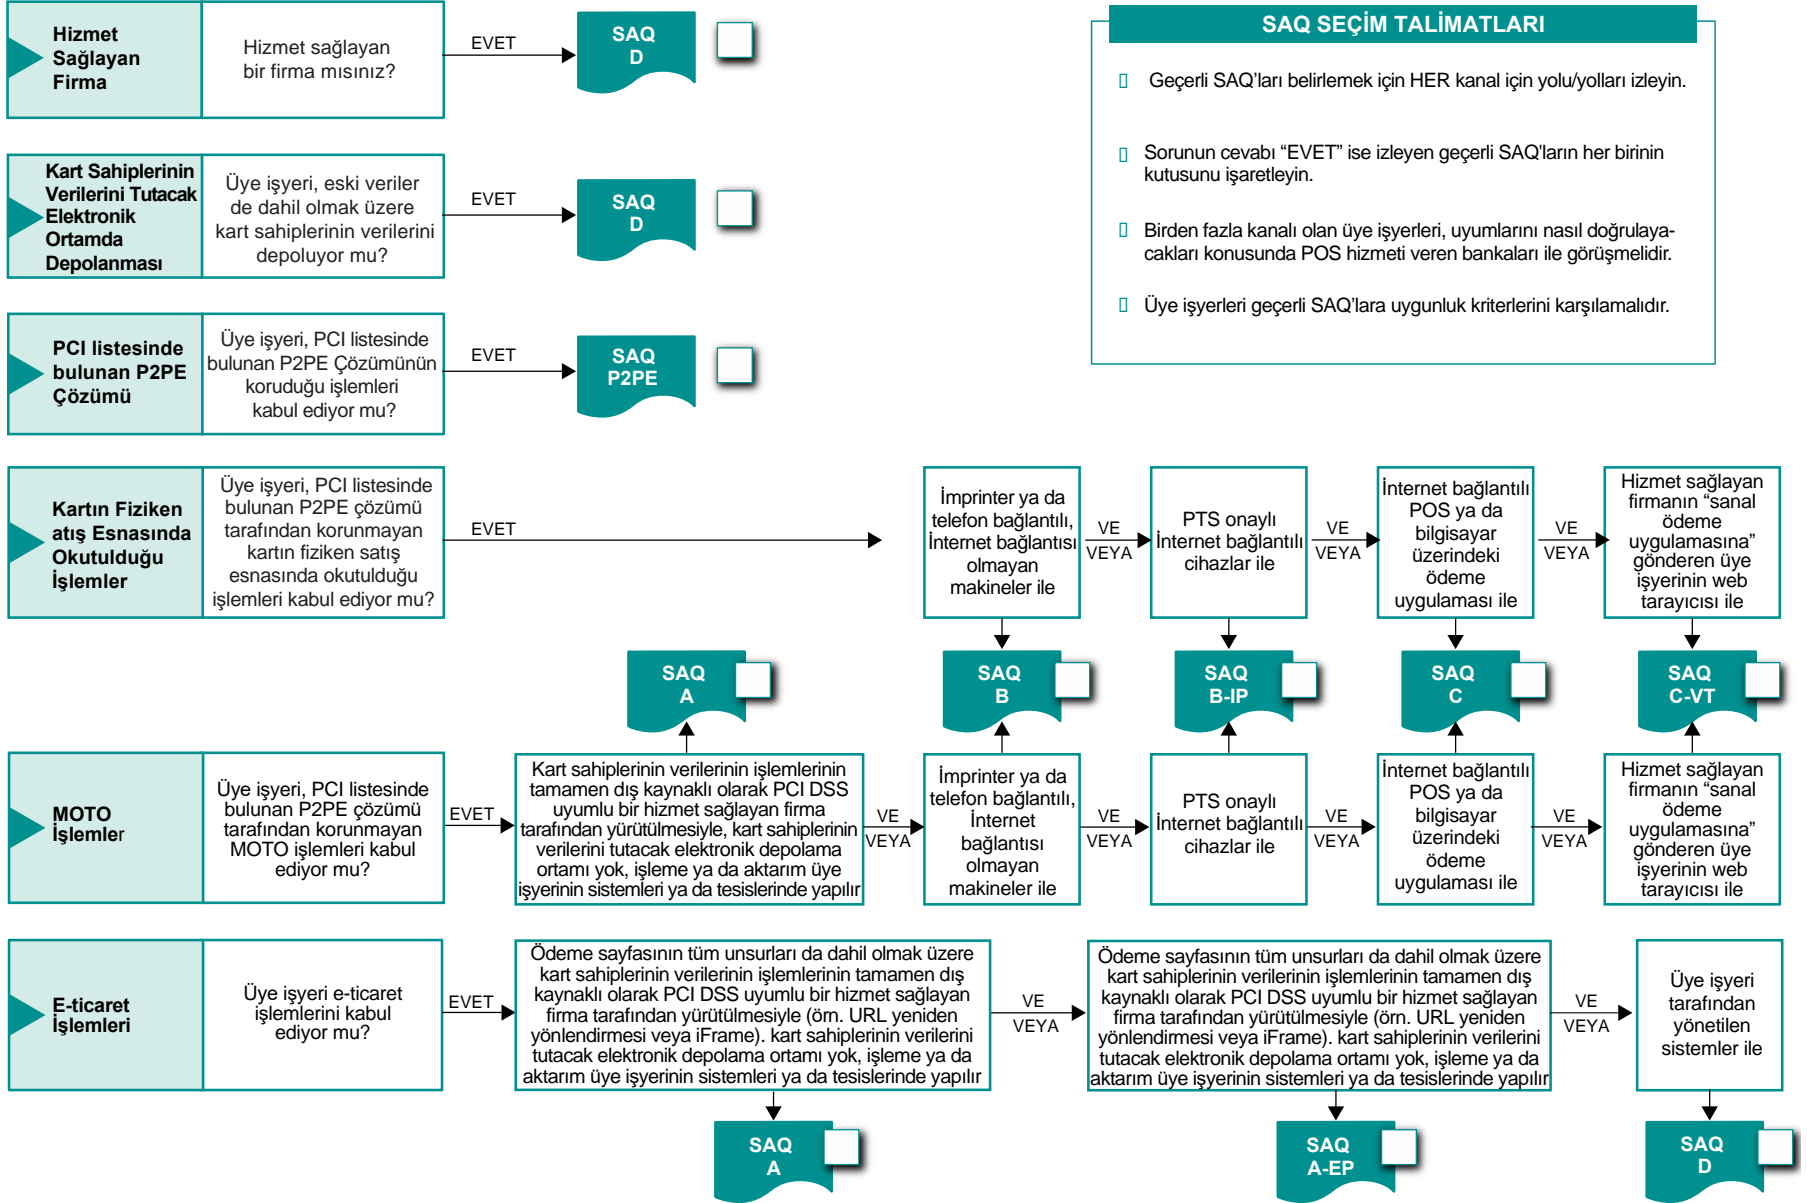 Hizmet
Sağlayan
Firma
Hizmet sağlayan
bir firma mısınız?
EVET
SAQ
D
SAQ SEÇİM TALİMATLARI
Geçerli SAQ’ları belirlemek için HER kanal için yolu/yolları izleyin.
Sorunun cevabı “EVET” ise izleyen geçerli SAQ’ların her birinin
kutusunu işaretleyin.
Birden fazla kanalı olan üye işyerleri, uyumlarını nasıl doğrulaya-
cakları konusunda POS hizmeti veren bankaları ile görüşmelidir.
Üye işyerleri geçerli SAQ’lara uygunluk kriterlerini karşılamalıdır.
Kart Sahiplerinin
Verilerini Tutacak
Elektronik
Ortamda
Depolanması
Üye işyeri, eski veriler
de dahil olmak üzere
kart sahiplerinin verilerini
depoluyor mu?
EVET
SAQ
D
PCI listesinde
bulunan P2PE
Çözümü
Üye işyeri, PCI listesinde
bulunan P2PE Çözümünün
koruduğu işlemleri
kabul ediyor mu?
EVET
SAQ
P2PE
Kartın Fiziken
atış Esnasında
Okutulduğu
İşlemler
Üye işyeri, PCI listesinde
bulunan P2PE çözümü
tarafından korunmayan
kartın fiziken satış
esnasında okutulduğu
işlemleri kabul ediyor mu?
EVET
İmprinter ya da
telefon bağlantılı,
İnternet bağlantısı
olmayan
makineler ile
VE
VEYA
PTS onaylı
İnternet bağlantılı
cihazlar ile
VE
VEYA
İnternet bağlantılı
POS ya da
bilgisayar
üzerindeki
ödeme
uygulaması ile
VE
VEYA
Hizmet sağlayan
firmanın “sanal
ödeme
uygulamasına”
gönderen üye
işyerinin web
tarayıcısı ile
SAQ
A
SAQ
B
SAQ
B-IP
SAQ
C
SAQ
C-VT
MOTO
İşlemler
Üye işyeri, PCI listesinde
bulunan P2PE çözümü
tarafından korunmayan
MOTO işlemleri kabul
ediyor mu?
EVET
Kart sahiplerinin verilerinin işlemlerinin
tamamen dış kaynaklı olarak PCI DSS
uyumlu bir hizmet sağlayan firma
tarafından yürütülmesiyle, kart sahiplerinin
verilerini tutacak elektronik depolama
ortamı yok, işleme ya da aktarım üye
işyerinin sistemleri ya da tesislerinde yapılır
VE
VEYA
İmprinter ya da
telefon bağlantılı,
İnternet
bağlantısı
olmayan
makineler ile
VE
VEYA
PTS onaylı
İnternet bağlantılı
cihazlar ile
VE
VEYA
İnternet bağlantılı
POS ya da
bilgisayar
üzerindeki
ödeme
uygulaması ile
VE
VEYA
Hizmet sağlayan
firmanın “sanal
ödeme
uygulamasına”
gönderen üye
işyerinin web
tarayıcısı ile
E-ticaret
İşlemleri
Üye işyeri e-ticaret
işlemlerini kabul
ediyor mu?
EVET
Ödeme sayfasının tüm unsurları da dahil olmak üzere
kart sahiplerinin verilerinin işlemlerinin tamamen dış
kaynaklı olarak PCI DSS uyumlu bir hizmet sağlayan
firma tarafından yürütülmesiyle (örn. URL yeniden
yönlendirmesi veya iFrame). kart sahiplerinin verilerini
tutacak elektronik depolama ortamı yok, işleme ya da
aktarım üye işyerinin sistemleri ya da tesislerinde yapılır
VE
VEYA
Ödeme sayfasının tüm unsurları da dahil olmak üzere
kart sahiplerinin verilerinin işlemlerinin tamamen dış
kaynaklı olarak PCI DSS uyumlu bir hizmet sağlayan
firma tarafından yürütülmesiyle (örn. URL yeniden
yönlendirmesi veya iFrame). kart sahiplerinin verilerini
tutacak elektronik depolama ortamı yok, işleme ya da
aktarım üye işyerinin sistemleri ya da tesislerinde yapılır
VE
VEYA
Üye işyeri
tarafından
yönetilen
sistemler ile
SAQ
A
SAQ
A-EP
SAQ
D